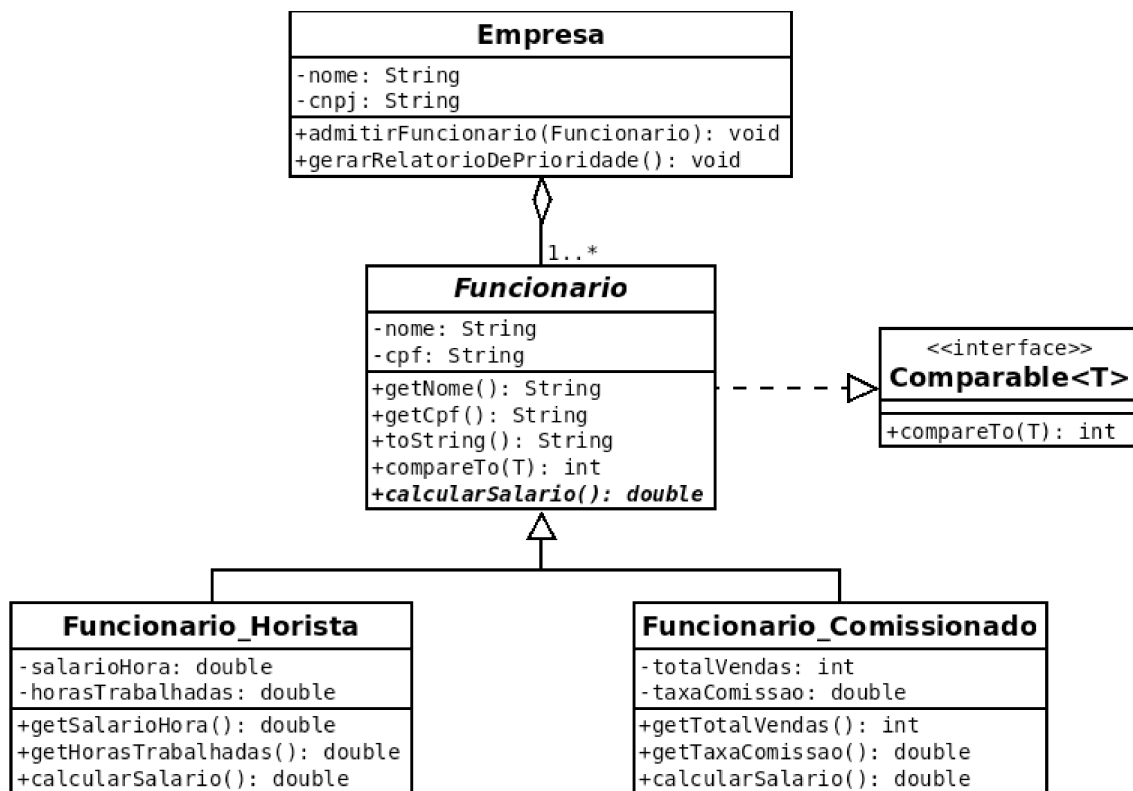 Empresa
-nome: String
-cnpj: String
+admitirFuncionario(Funcionario): void
+gerarRelatorioDePrioridade(): void
1..*
Funcionario
-nome: String
-cpf: String
+getNome(): String
+getCpf(): String
+toString(): String
+compareTo(T): int
+calcularSalario(): double
<<interface>>
Comparable<T>
+compareTo(T): int
Funcionario_Horista
-salarioHora: double
-horasTrabalhadas: double
+getSalarioHora(): double
+getHorasTrabalhadas(): double
+calcularSalario(): double
Funcionario_Comissionado
-totalVendas: int
-taxaComissao: double
+getTotalVendas(): int
+getTaxaComissao(): double
+calcularSalario(): double